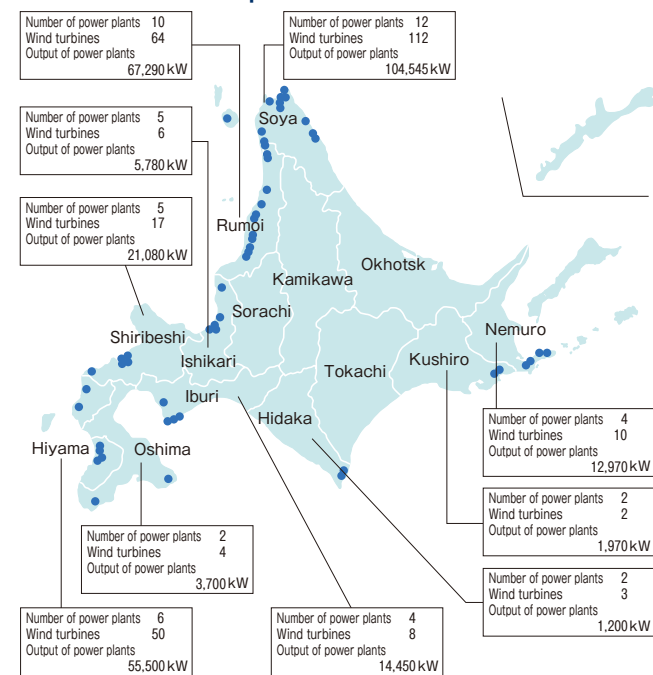 Number of power plants 10
Wind turbines 64
Output of power plants
67,290 kW
Number of power plants 12
Wind turbines 112
Output of power plants
104,545 kW
Number of power plants 5
Wind turbines 6
Output of power plants
5,780 kW
Number of power plants 5
Wind turbines 17
Output of power plants
21,080 kW
Soya
Rumoi
Okhotsk
Kamikawa
Sorachi
Shiribeshi
Nemuro
Ishikari
Kushiro
Tokachi
Iburi
Hidaka
Hiyama
Oshima
Number of power plants 4
Wind turbines 10
Output of power plants
12,970 kW
Number of power plants 2
Wind turbines 2
Output of power plants
1,970 kW
Number of power plants 2
Wind turbines 4
Output of power plants
3,700 kW
Number of power plants 2
Wind turbines 3
Output of power plants
1,200 kW
Number of power plants 6
Wind turbines 50
Output of power plants
55,500 kW
Number of power plants 4
Wind turbines 8
Output of power plants
14,450 kW